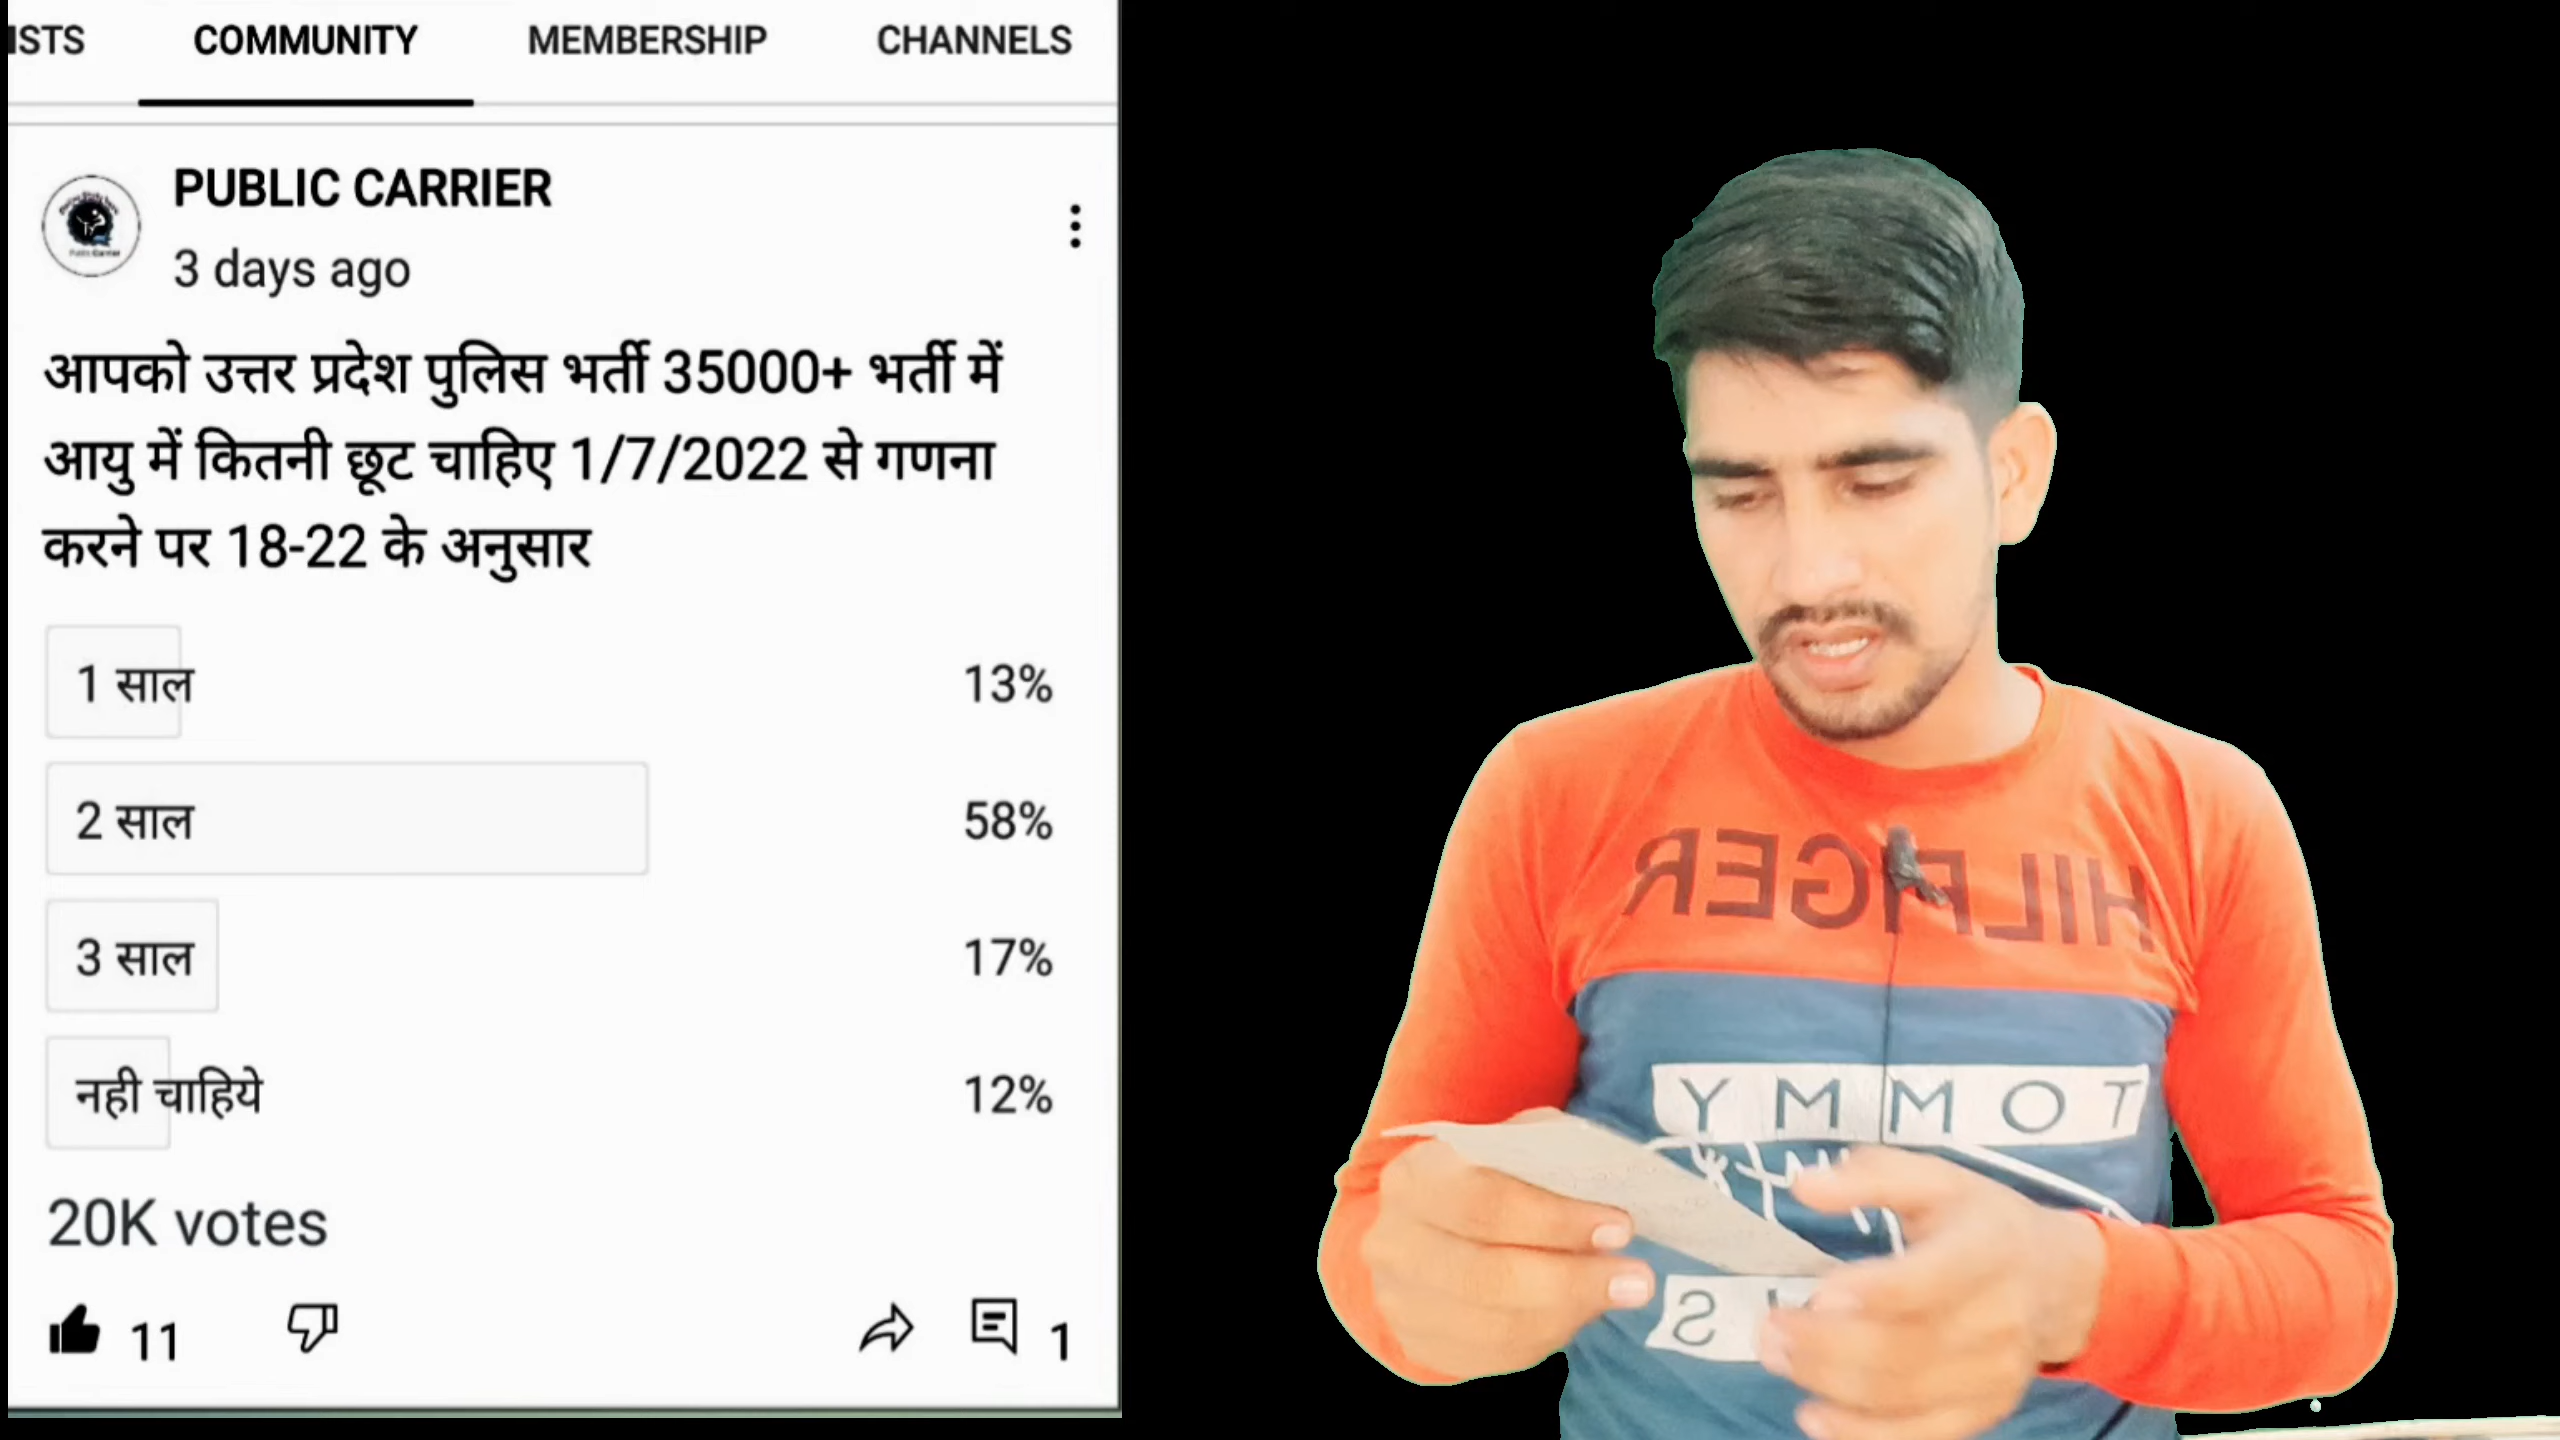 ISTS COMMUNITY MEMBERSHIP CHANNELS
PUBLIC CARRIER
3 days ago
आपको उत्तर प्रदेश पुलिस भर्ती 35000+ भर्ती में
आयु में कितनी छूट चाहिए 1/7/2022 से गणना
करने पर 18-22 के अनुसार
1 साल 13%
2 साल 58%
3 साल 17%
नही चाहिये 12%
20K votes
11 1
HILFIGER
TOMMY
S